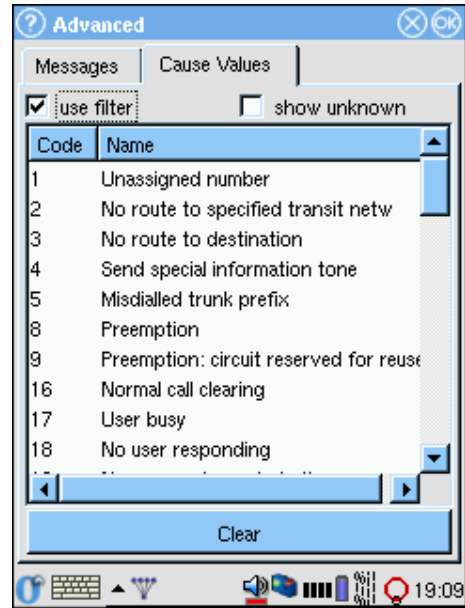 ? Advanced OK
Messages Cause Values
use filter show unknown
Code Name
1 Unassigned number
2 No route to specified transit netw
3 No route to destination
4 Send special information tone
5 Misdialled trunk prefix
8 Preemption
9 Preemption: circuit reserved for reuse
16 Normal call clearing
17 User busy
18 No user responding
Clear
19:09